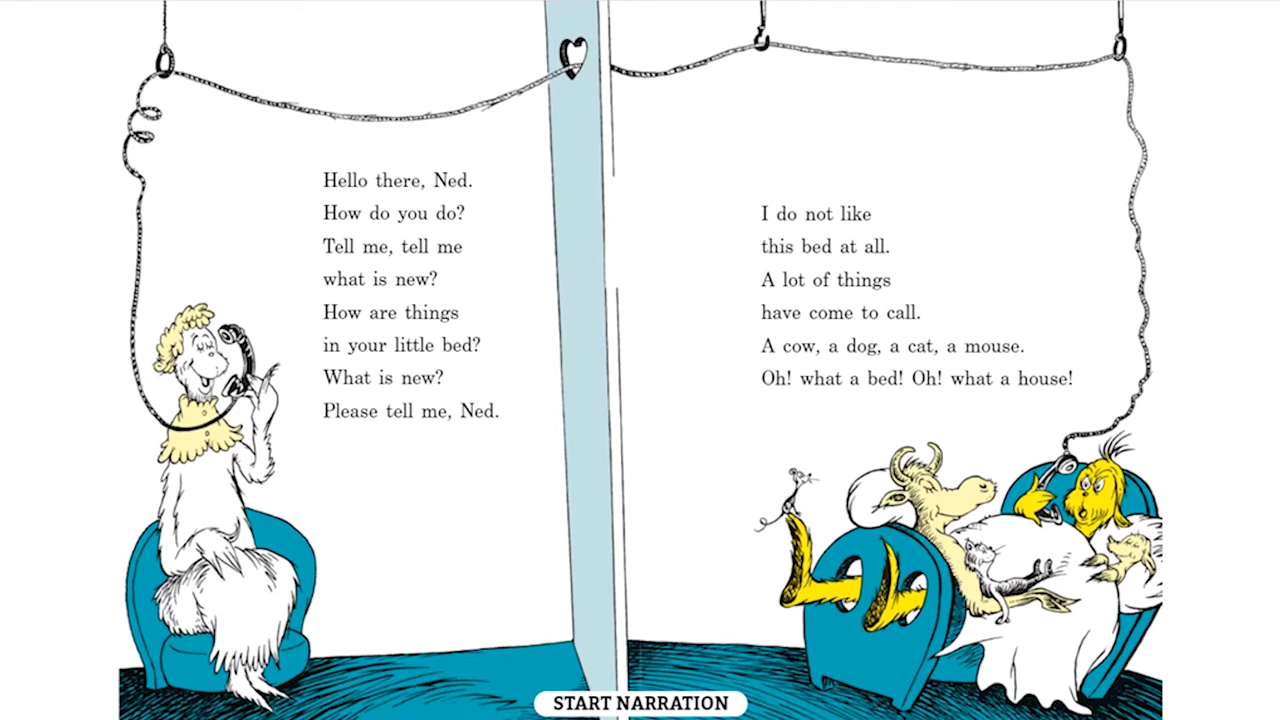 Hello there, Ned.
How do you do?
Tell me, tell me
what is new?
How are things
in your little bed?
What is new?
Please tell me, Ned.
I do not like
this bed at all.
A lot of things
have come to call.
A cow, a dog, a cat, a mouse.
Oh! what a bed! Oh! what a house!
START NARRATION